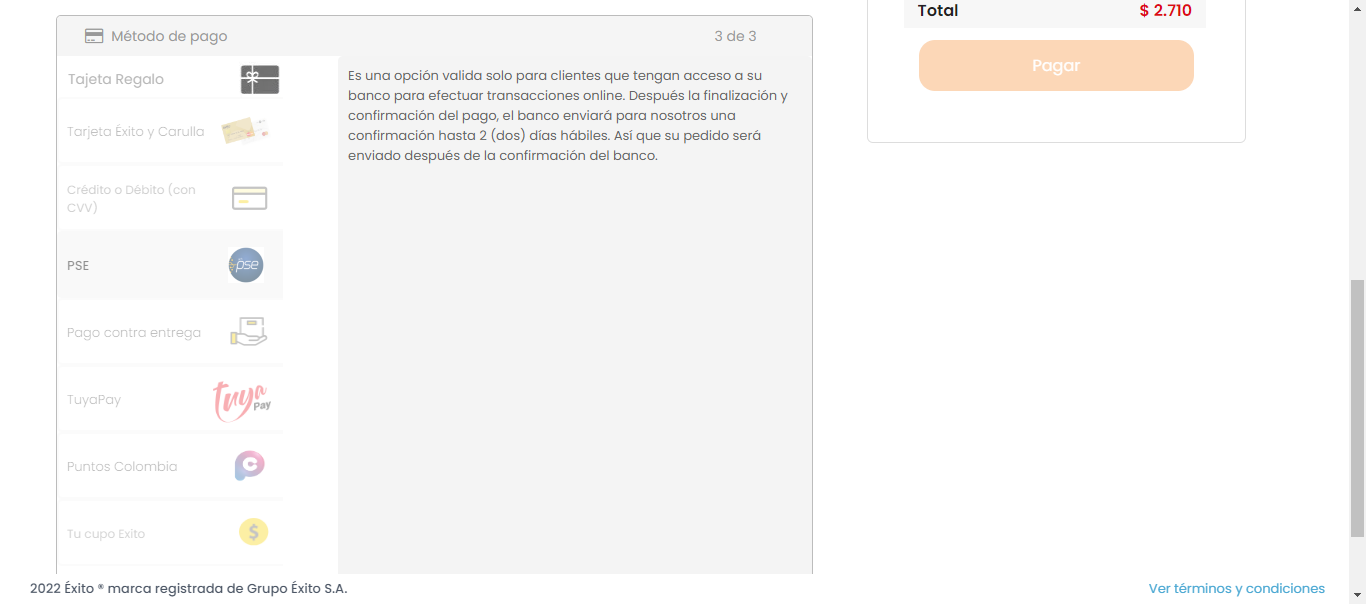 Método de pago
3 de 3
Tajeta Regalo
Tarjeta Éxito y Carulla
Crédito o Débito (con
CVV)
PSE
pse
Pago contra entrega
TuyaPay
tuya
Pay
Puntos Colombia
Tu cupo Exito
$
Es una opción valida solo para clientes que tengan acceso a su
banco para efectuar transacciones online. Después la finalización y
confirmación del pago, el banco enviará para nosotros una
confirmación hasta 2 (dos) días hábiles. Así que su pedido será
enviado después de la confirmación del banco.
Total
$ 2.710
Pagar
2022 Éxito ® marca registrada de Grupo Éxito S.A.
Ver términos y condiciones